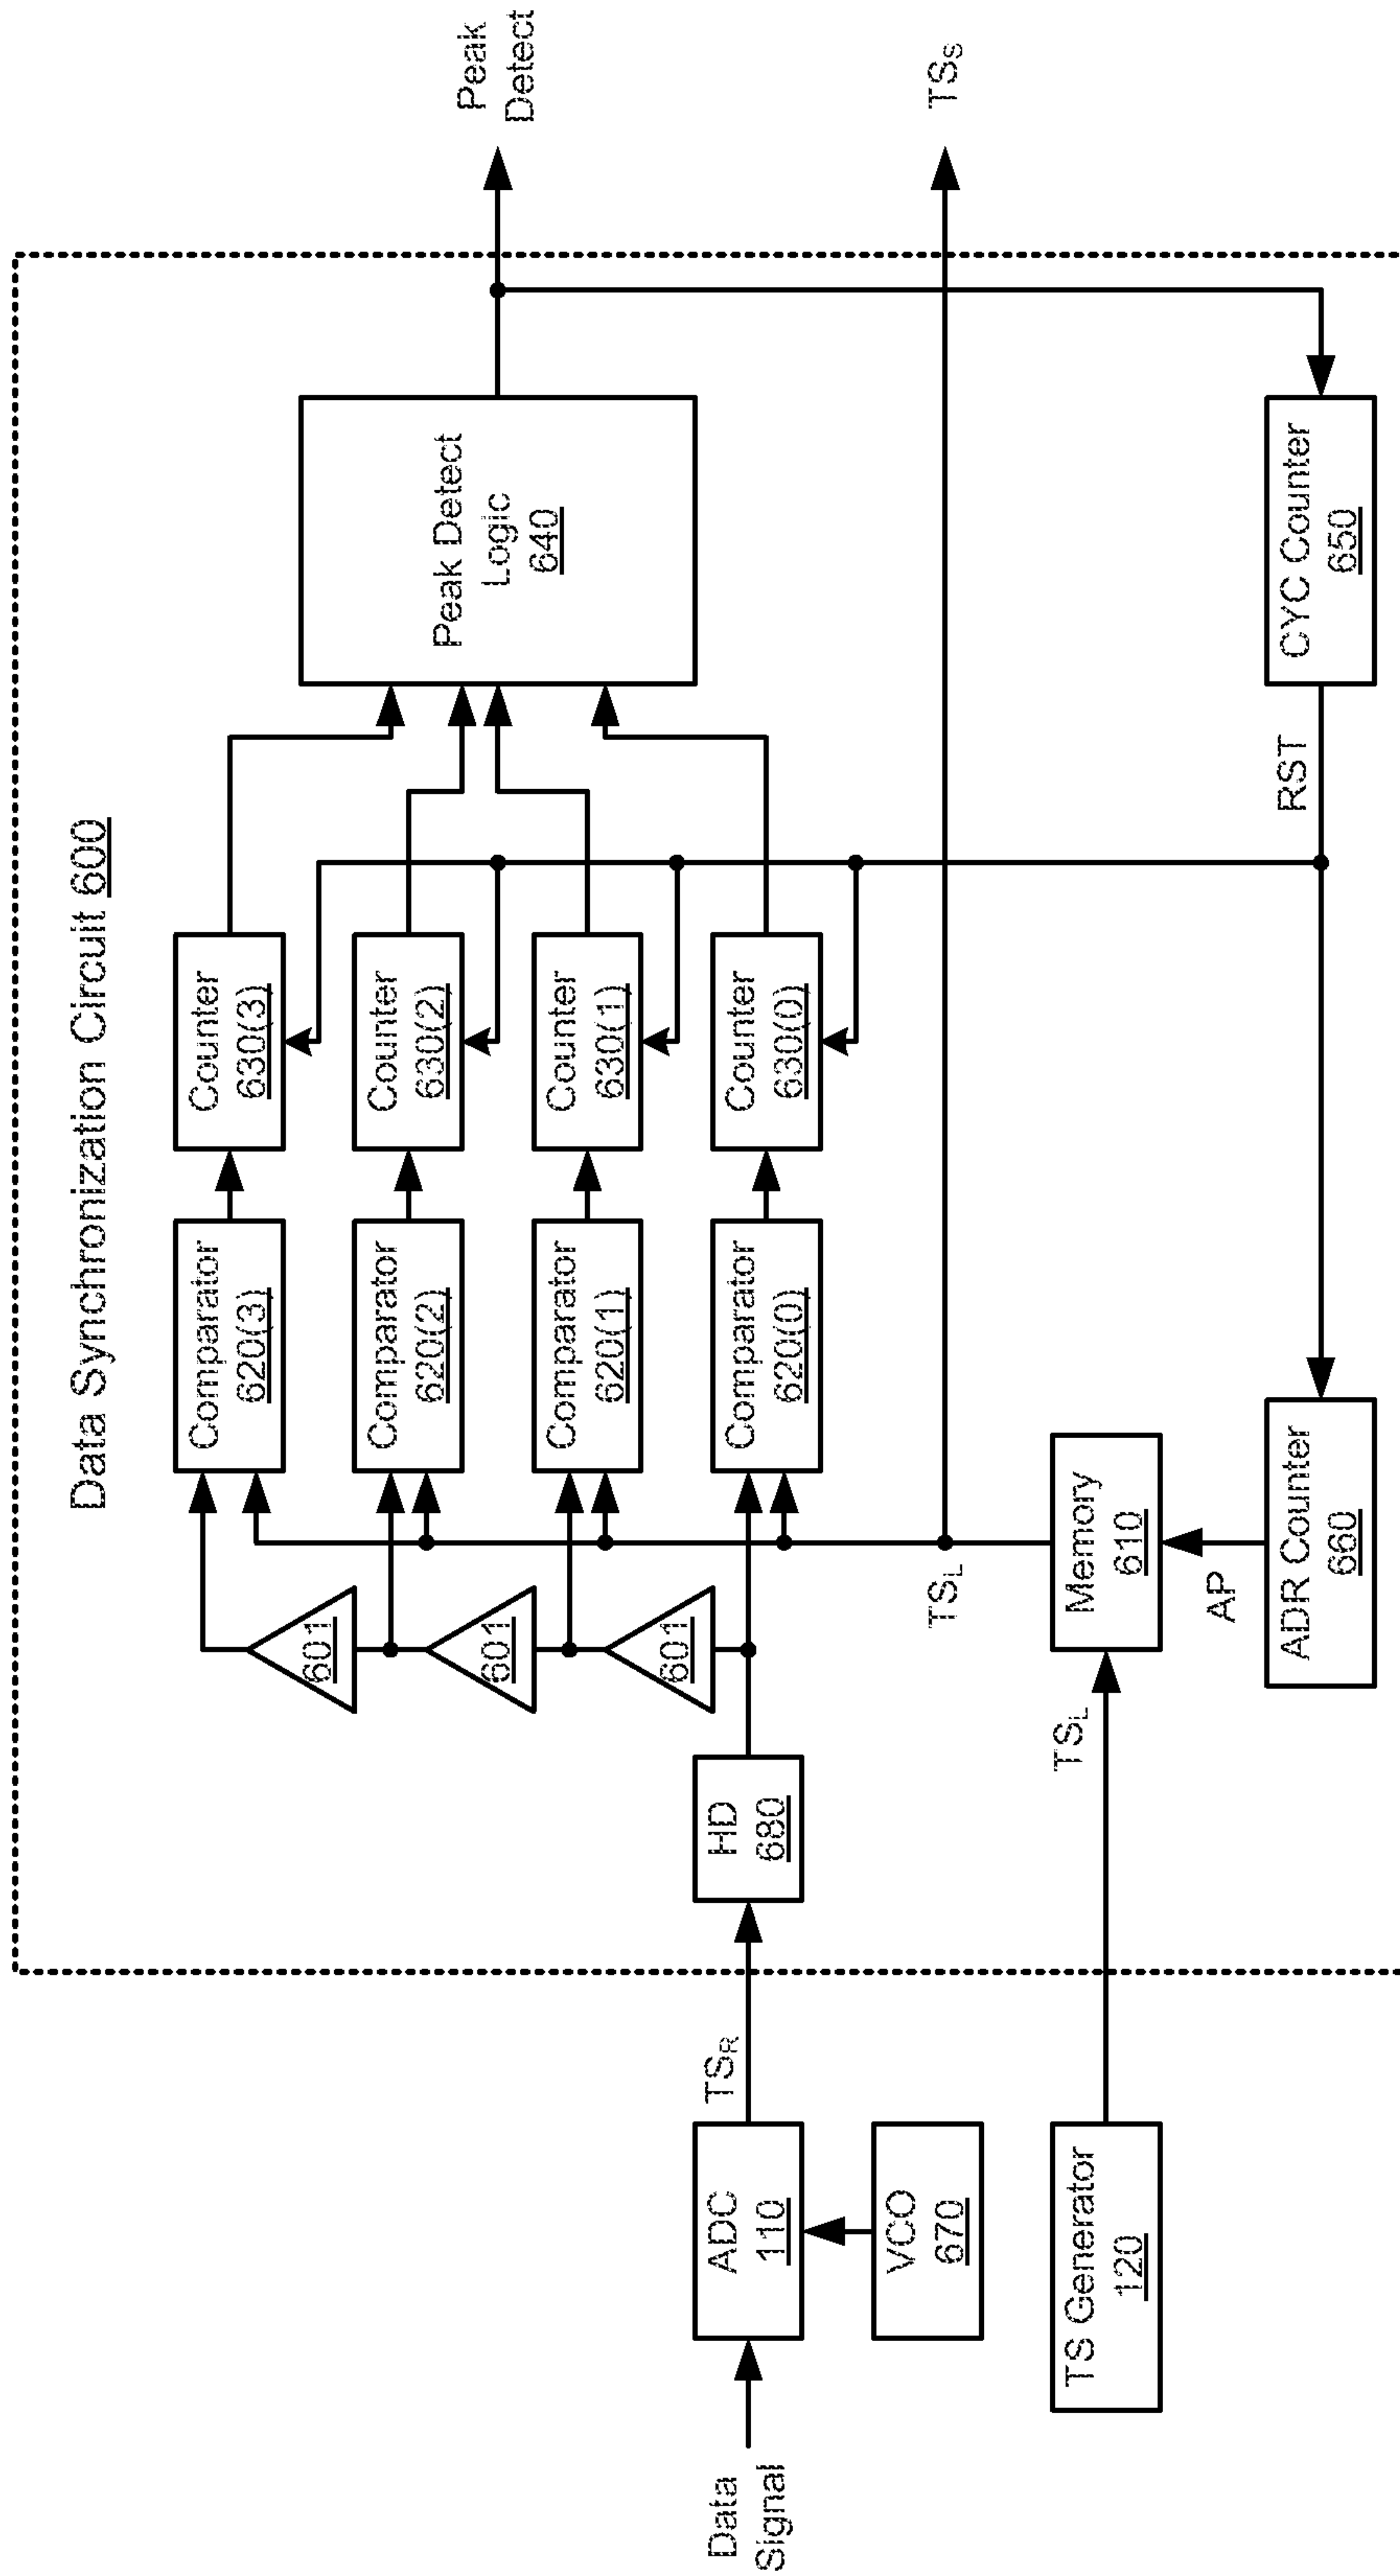 Data Synchronization Circuit 600
Data
Signal
ADC
110
VCO
670
TS Generator
120
TSR
TSL
HD
680
601
601
601
TSL
Memory
610
AP
ADR Counter
660
Comparator
620(3)
Comparator
620(2)
Comparator
620(1)
Comparator
620(0)
Counter
630(3)
Counter
630(2)
Counter
630(1)
Counter
630(0)
RST
Peak Detect
Logic
640
CYC Counter
650
Peak
Detect
TSS